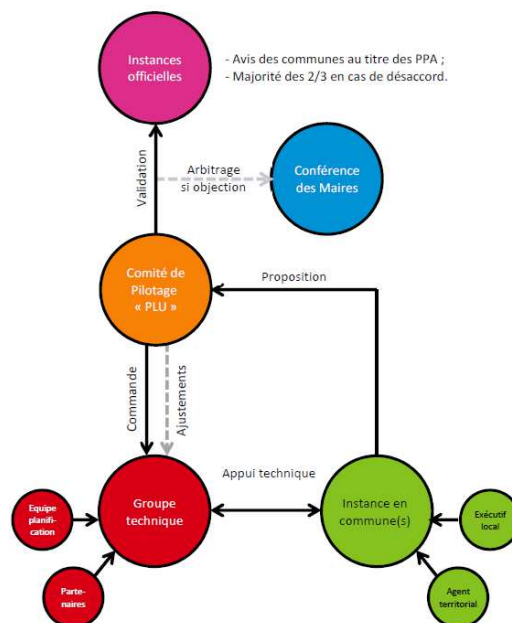 Instances
officielles
- Avis des communes au titre des PPA ;
- Majorité des 2/3 en cas de désaccord.
Validation
Arbitrage
si objection
Conférence
des Maires
Comité de
Pilotage
« PLU »
Proposition
Commande
Ajustements
Appui technique
Equipe
planifi-
cation
Groupe
technique
Instance en
commune(s)
Exécutif
local
Parte-
naires
Agent
territorial